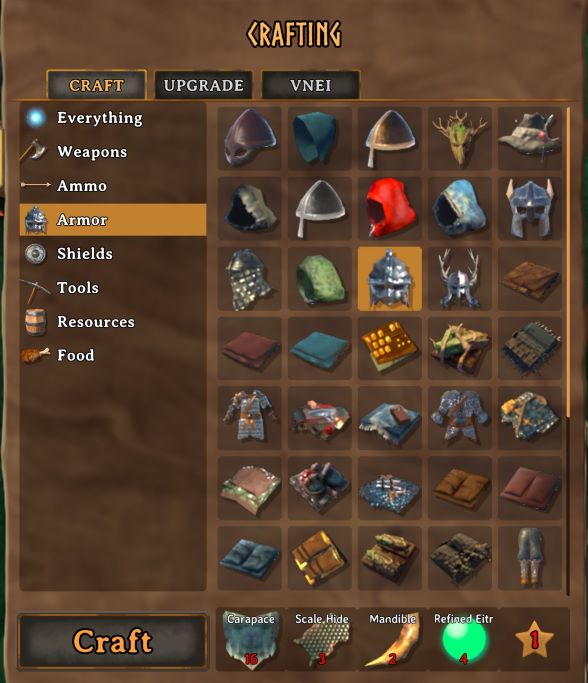 CRAFTING
CRAFT UPGRADE VNEI
Everything
Weapons
Ammo
Armor
Shields
Tools
Resources
Food
Craft
Carapace Scale Hide Mandible Refined Eitr
16 3 2 4 1